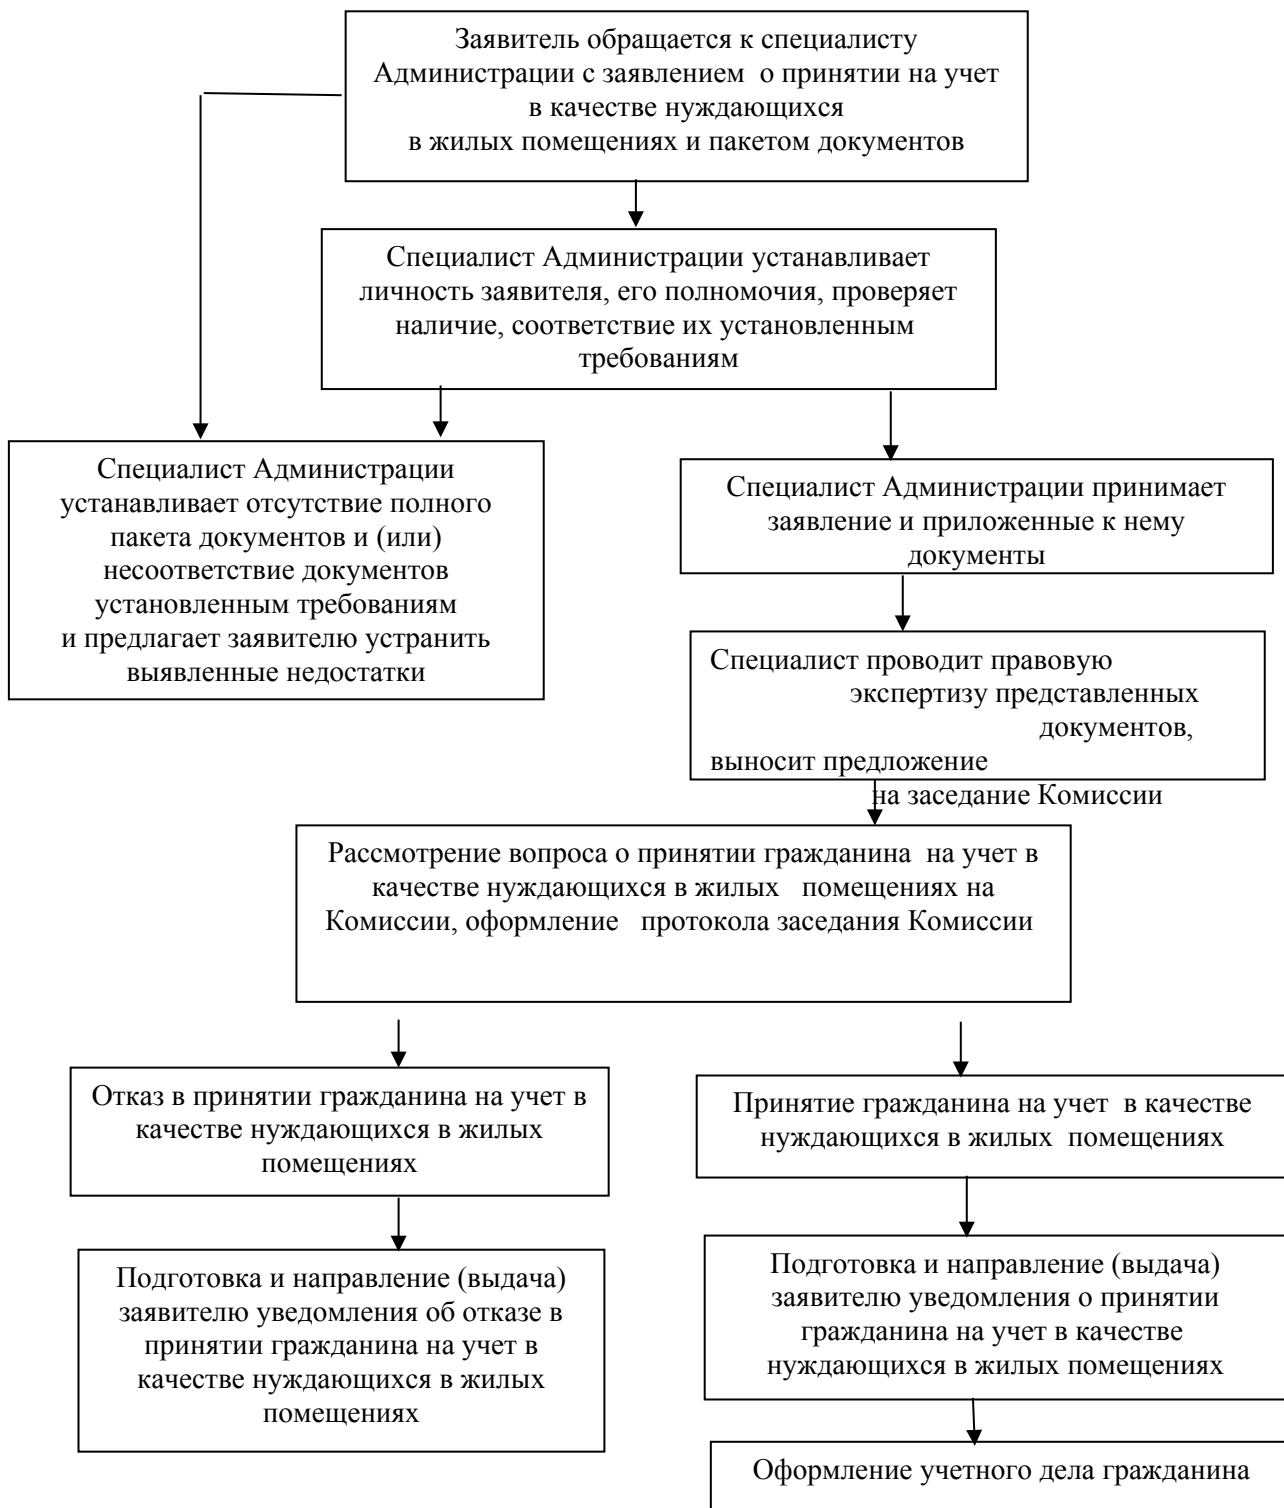 Заявитель обращается к специалисту
Администрации с заявлением о принятии на учет
в качестве нуждающихся
в жилых помещениях и пакетом документов
Специалист Администрации устанавливает
личность заявителя, его полномочия, проверяет
наличие, соответствие их установленным
требованиям
Специалист Администрации
устанавливает отсутствие полного
пакета документов и (или)
несоответствие документов
установленным требованиям
и предлагает заявителю устранить
выявленные недостатки
Специалист Администрации принимает
заявление и приложенные к нему
документы
Специалист проводит правовую
экспертизу представленных
документов,
выносит предложение
на заседание Комиссии
Рассмотрение вопроса о принятии гражданина на учет в
качестве нуждающихся в жилых помещениях на
Комиссии, оформление протокола заседания Комиссии
Отказ в принятии гражданина на учет в
качестве нуждающихся в жилых
помещениях
Принятие гражданина на учет в качестве
нуждающихся в жилых помещениях
Подготовка и направление (выдача)
заявителю уведомления об отказе в
принятии гражданина на учет в
качестве нуждающихся в жилых
помещениях
Подготовка и направление (выдача)
заявителю уведомления о принятии
гражданина на учет в качестве
нуждающихся в жилых помещениях
Оформление учетного дела гражданина